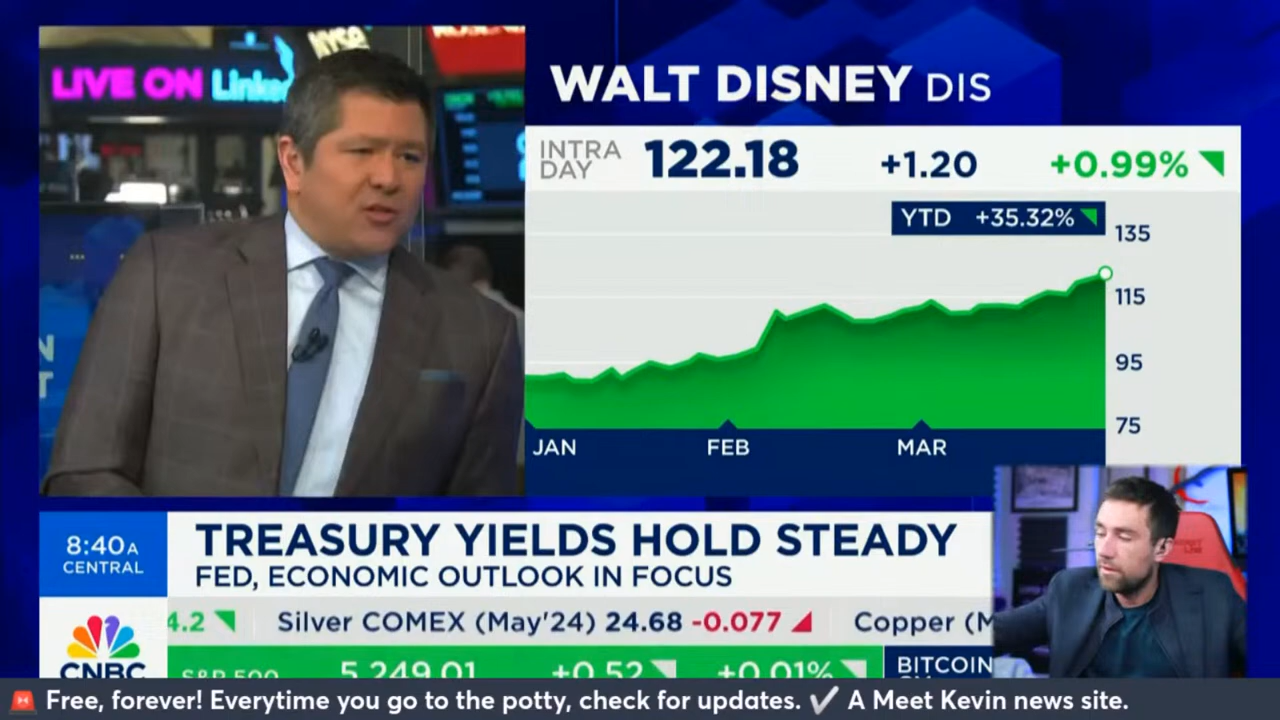 NYSE
LIVE ON Linke
WALT DISNEY DIS
INTRA DAY 122.18 +1.20 +0.99%
YTD +35.32%
135
115
95
75
JAN FEB MAR
8:40A CENTRAL
TREASURY YIELDS HOLD STEADY
FED, ECONOMIC OUTLOOK IN FOCUS
4.2 Silver COMEX (May'24) 24.68 -0.077 Copper (M
CNBC
S&P 500 5,249.01 +0.52 +0.01% BITCOIN
Free, forever! Everytime you go to the potty, check for updates. ✔ A Meet Kevin news site.